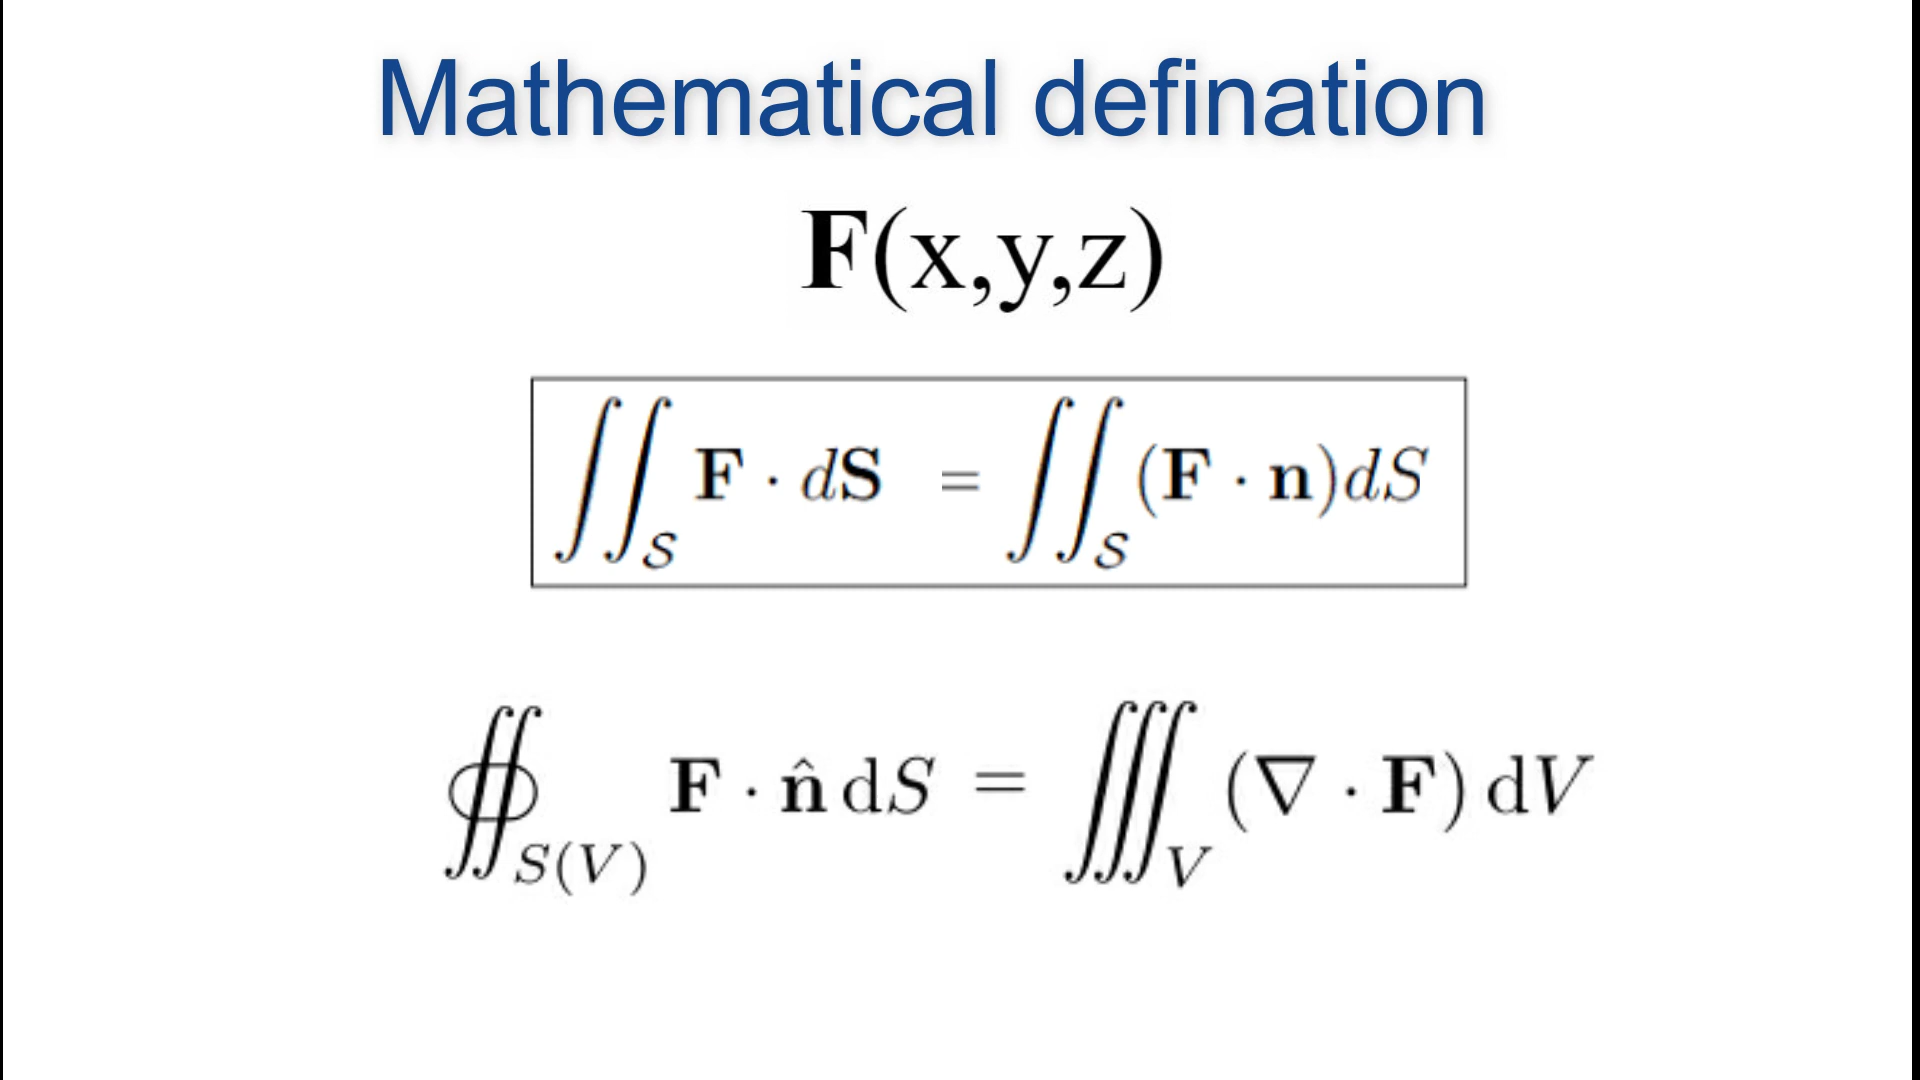 Mathematical defination
F(x,y,z)
∬_S F · dS = ∬_S (F · n)dS
∯_S(V) F · n̂ dS = ∭_V (∇ · F) dV